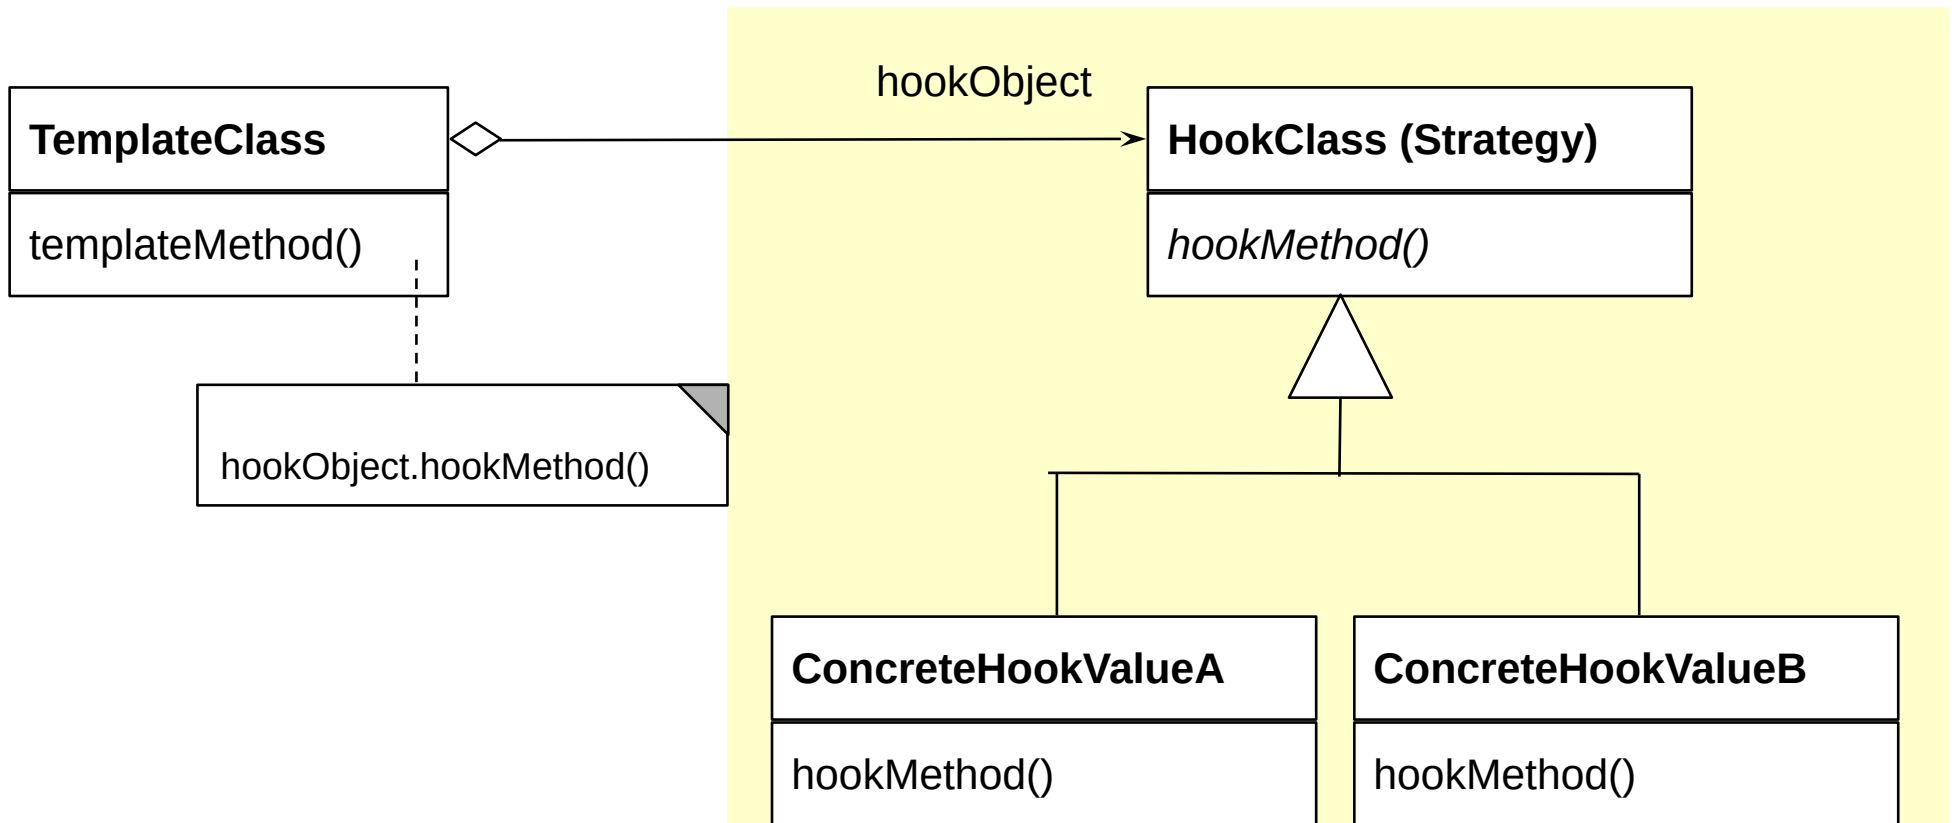 hookObject
TemplateClass
HookClass (Strategy)
templateMethod()
hookMethod()
hookObject.hookMethod()
ConcreteHookValueA
ConcreteHookValueB
hookMethod()
hookMethod()